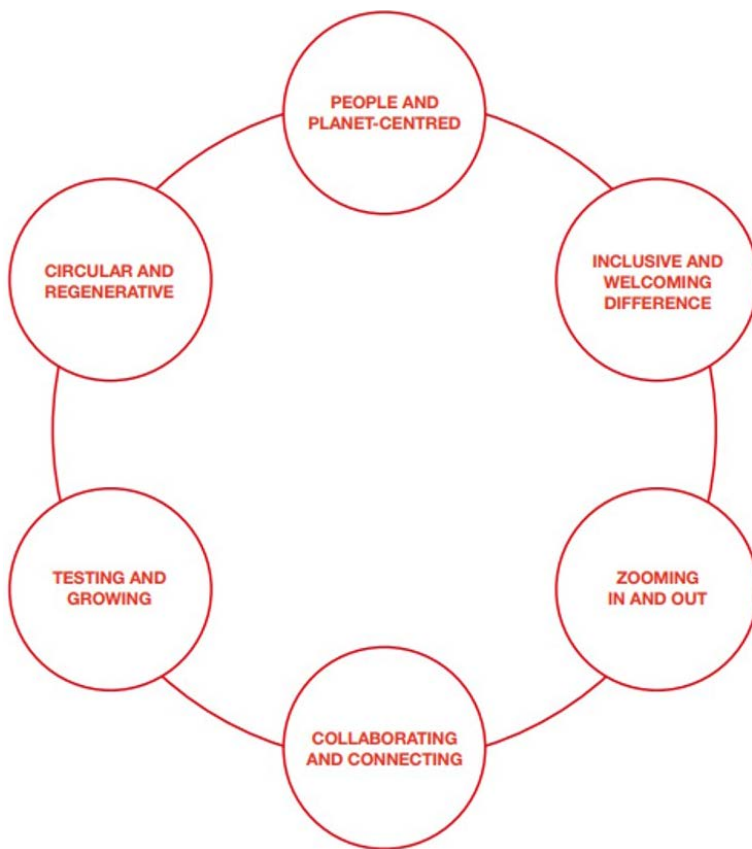 PEOPLE AND
PLANET-CENTRED
INCLUSIVE AND
WELCOMING
DIFFERENCE
ZOOMING
IN AND OUT
COLLABORATING
AND CONNECTING
TESTING AND
GROWING
CIRCULAR AND
REGENERATIVE